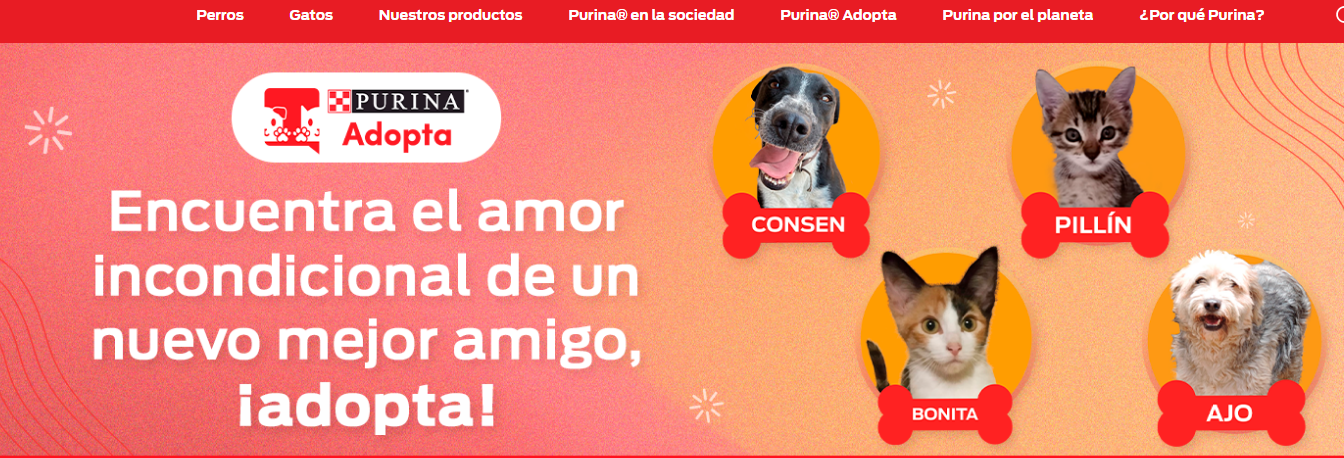 Perros Gatos Nuestros productos Purina® en la sociedad Purina® Adopta Purina por el planeta ¿Por qué Purina?
PURINA
Adopta
Encuentra el amor
incondicional de un
nuevo mejor amigo,
¡adopta!
CONSEN
PILLÍN
BONITA
AJO